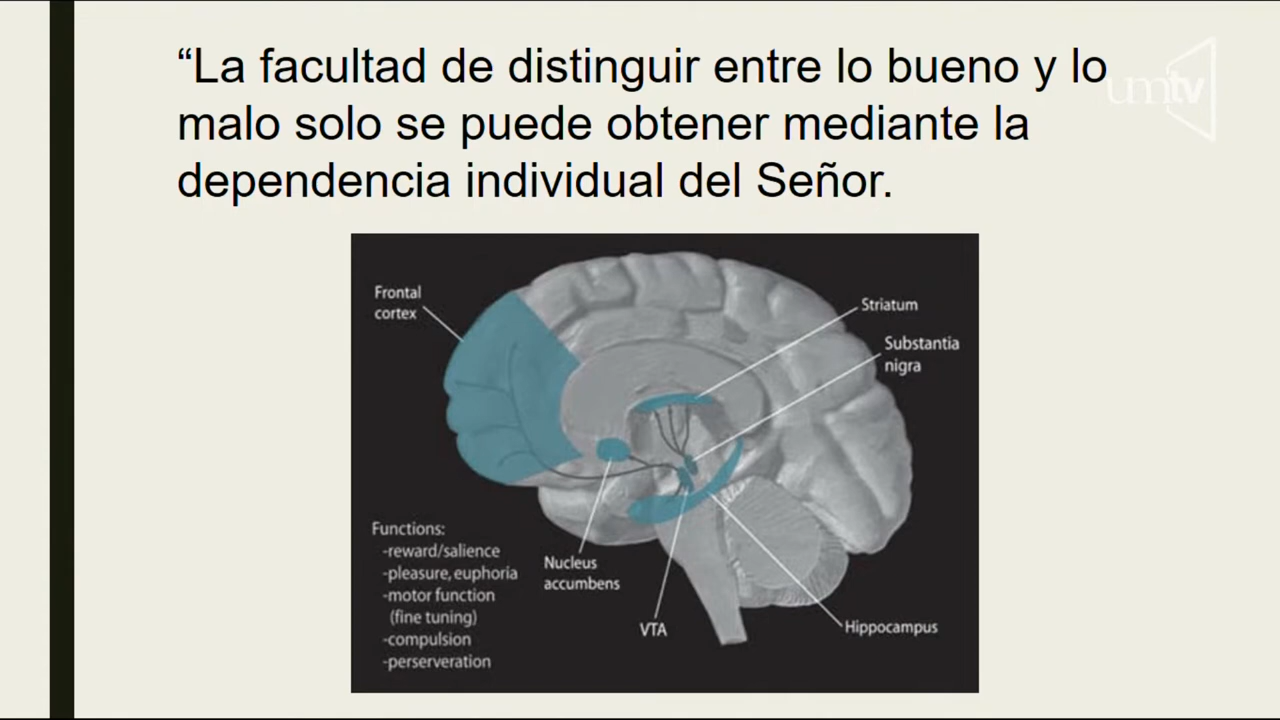 “La facultad de distinguir entre lo bueno y lo
malo solo se puede obtener mediante la
dependencia individual del Señor.
umtv
Frontal
cortex
Striatum
Substantia
nigra
Functions:
-reward/salience
-pleasure, euphoria
-motor function
(fine tuning)
-compulsion
-perserveration
Nucleus
accumbens
VTA
Hippocampus